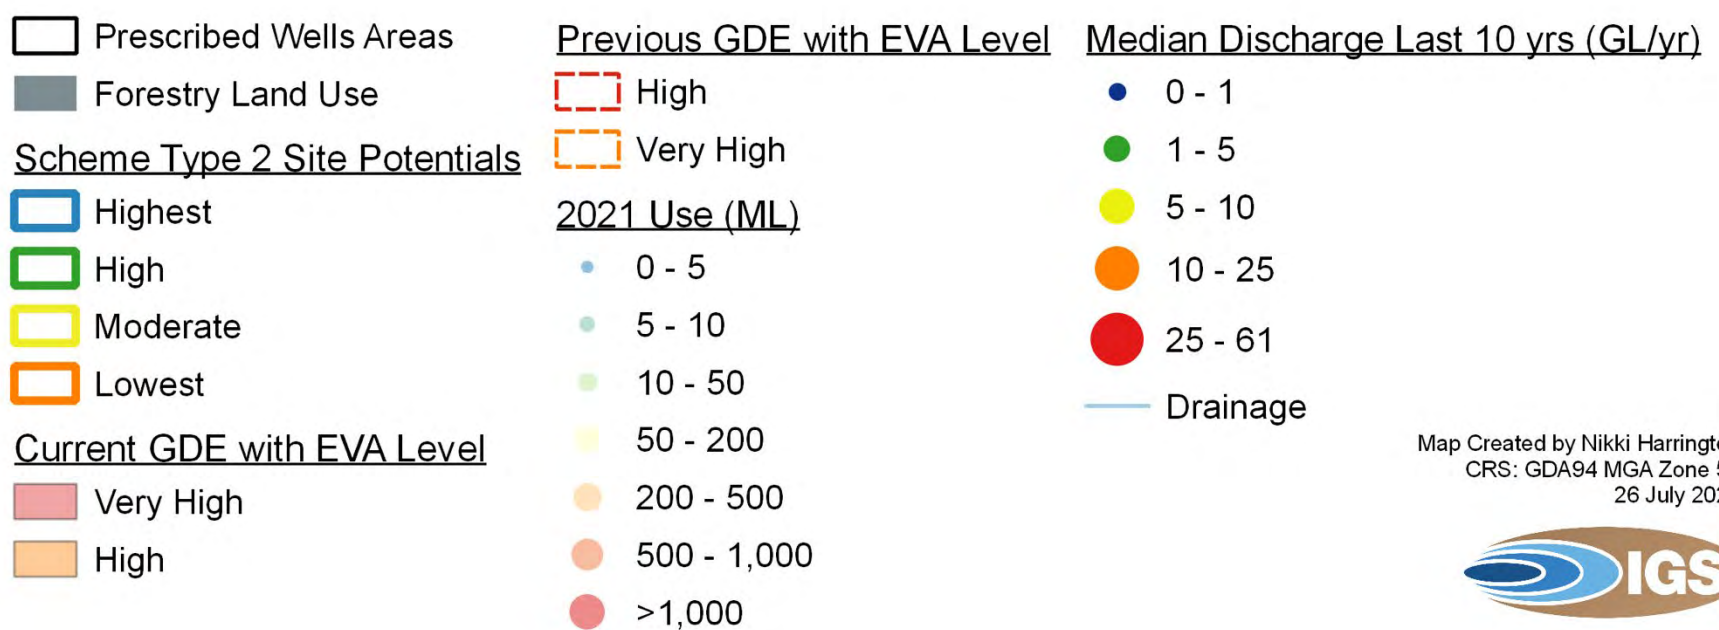 Prescribed Wells Areas
Forestry Land Use
Scheme Type 2 Site Potentials
Highest
High
Moderate
Lowest
Current GDE with EVA Level
Very High
High
Previous GDE with EVA Level
High
Very High
2021 Use (ML)
0 - 5
5 - 10
10 - 50
50 - 200
200 - 500
500 - 1,000
>1,000
Median Discharge Last 10 yrs (GL/yr)
0 - 1
1 - 5
5 - 10
10 - 25
25 - 61
Drainage
Map Created by Nikki
CRS: GDA94 MGA Zone
26 July
IGS